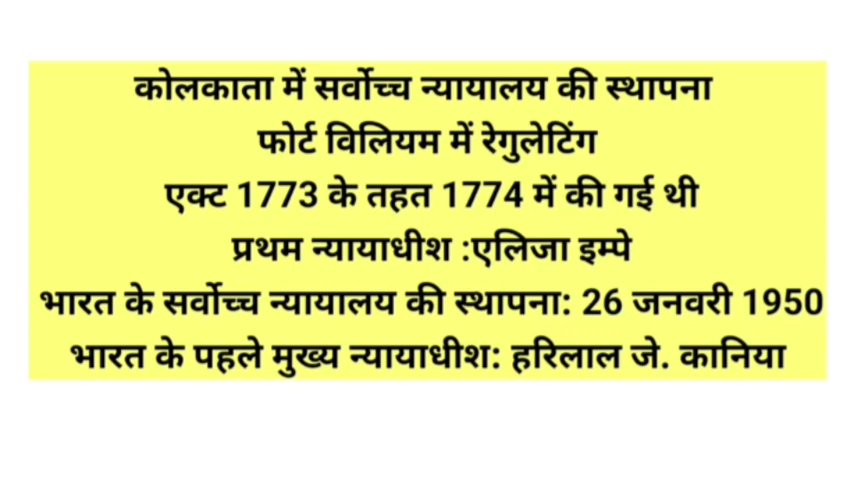 कोलकाता में सर्वोच्च न्यायालय की स्थापना
फोर्ट विलियम में रेगुलेटिंग
एक्ट 1773 के तहत 1774 में की गई थी
प्रथम न्यायाधीश :एलिजा इम्पे
भारत के सर्वोच्च न्यायालय की स्थापना: 26 जनवरी 1950
भारत के पहले मुख्य न्यायाधीश: हरिलाल जे. कानिया